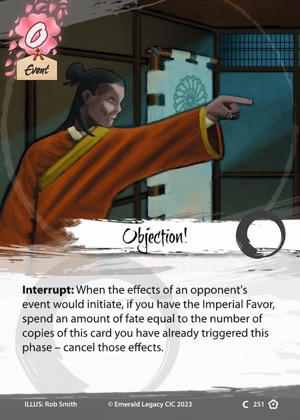 0
Event
Objection!
Interrupt: When the effects of an opponent's
event would initiate, if you have the Imperial Favor,
spend an amount of fate equal to the number of
copies of this card you have already triggered this
phase – cancel those effects.
ILLUS: Rob Smith © Emerald Legacy CIC 2023 C 251